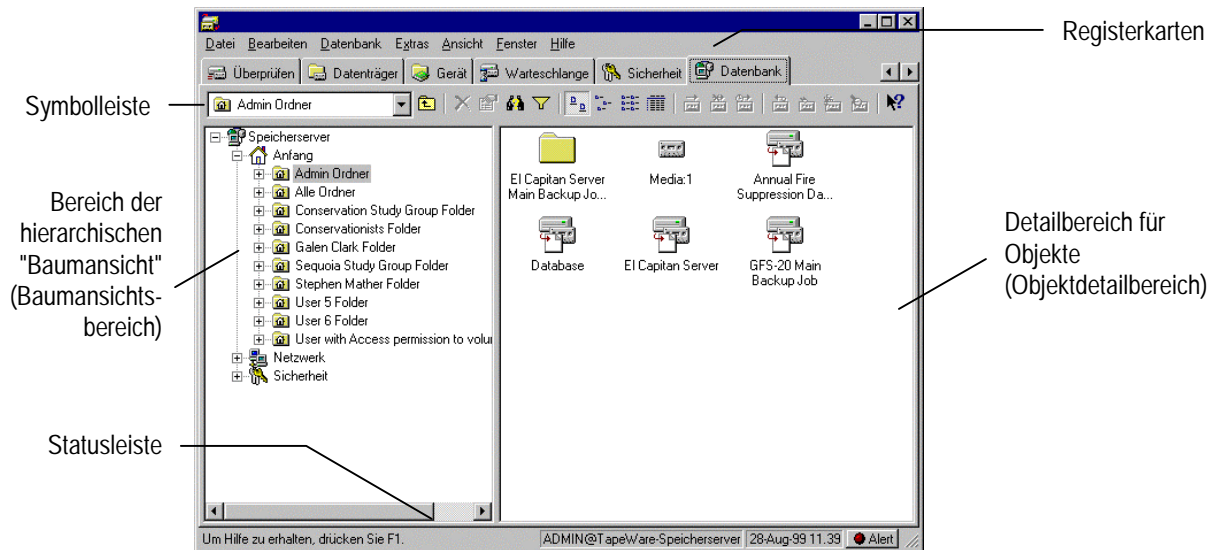 Registerkarten
Datei Bearbeiten Datenbank Extras Ansicht Fenster Hilfe
Überprüfen Datenträger Gerät Warteschlange Sicherheit Datenbank
Symbolleiste
Admin Ordner
Speicherserver
Anfang
Admin Ordner
Alle Ordner
Conservation Study Group Folder
Conservationists Folder
Galen Clark Folder
Sequoia Study Group Folder
Stephen Mather Folder
User 5 Folder
User 6 Folder
User with Access permission to volu
Netzwerk
Sicherheit
El Capitan Server
Main Backup Jo...
Media:1
Annual Fire
Suppression Da...
Database
El Capitan Server
GFS-20 Main
Backup Job
Bereich der
hierarchischen
"Baumansicht"
(Baumansichts-
bereich)
Detailbereich für
Objekte
(Objektdetailbereich)
Statusleiste
Um Hilfe zu erhalten, drücken Sie F1.
ADMIN@TapeWare-Speicherserver 28-Aug-99 11.39 Alert